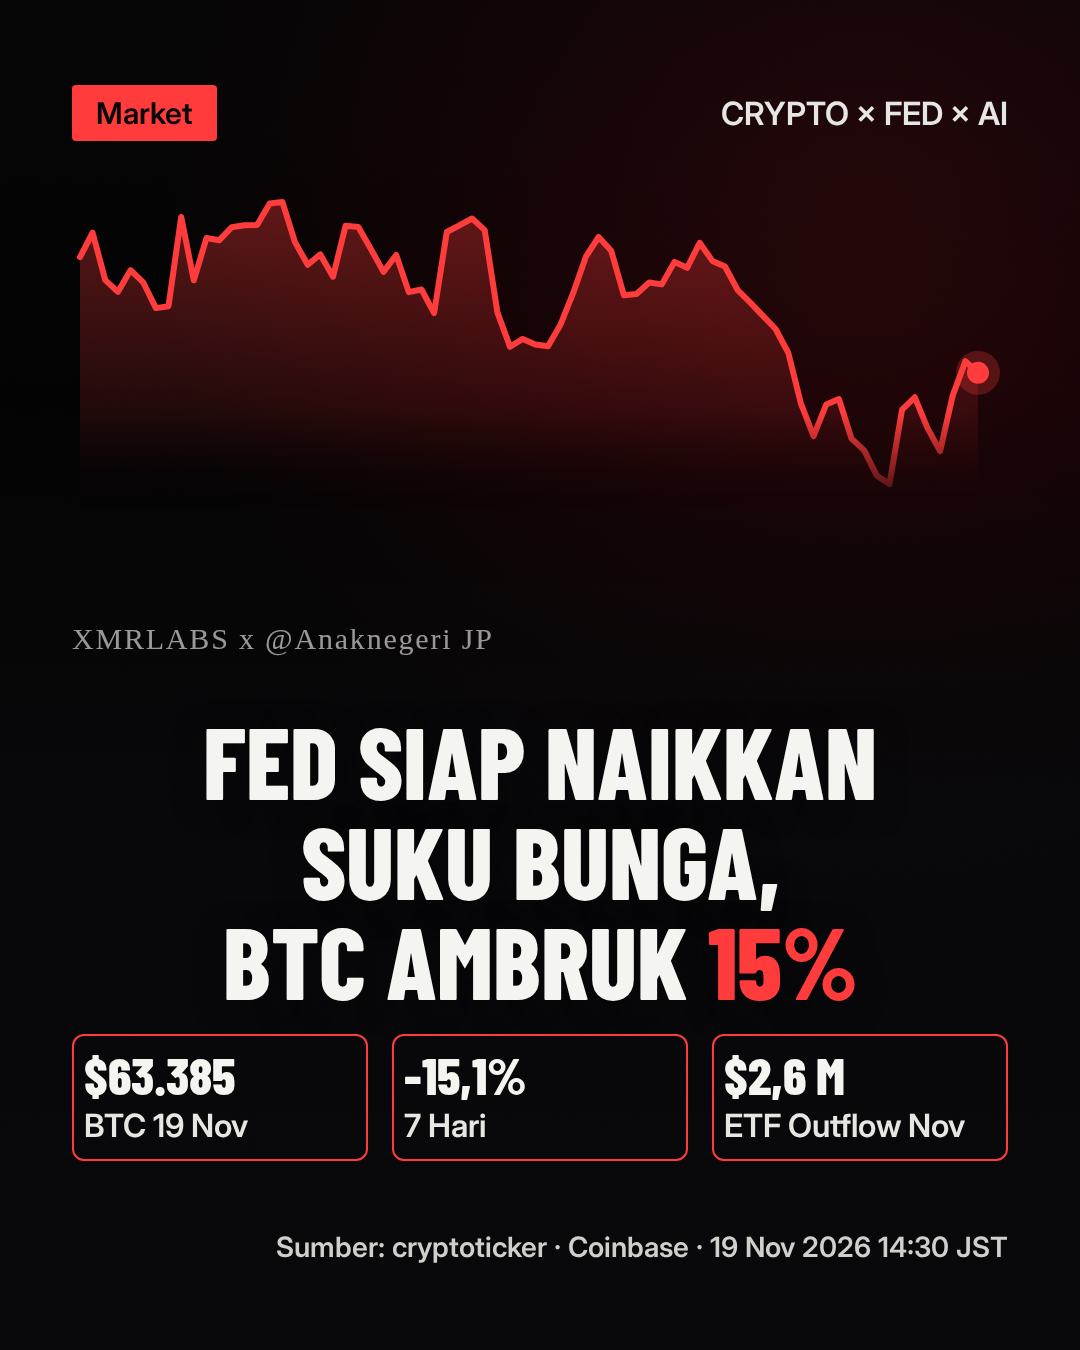 Market
CRYPTO × FED × AI
XMRLABS x @Anaknegeri JP
FED SIAP NAIKKAN
SUKU BUNGA,
BTC AMBRUK 15%
$63.385
BTC 19 Nov
-15,1%
7 Hari
$2,6 M
ETF Outflow Nov
Sumber: cryptoticker · Coinbase · 19 Nov 2026 14:30 JST